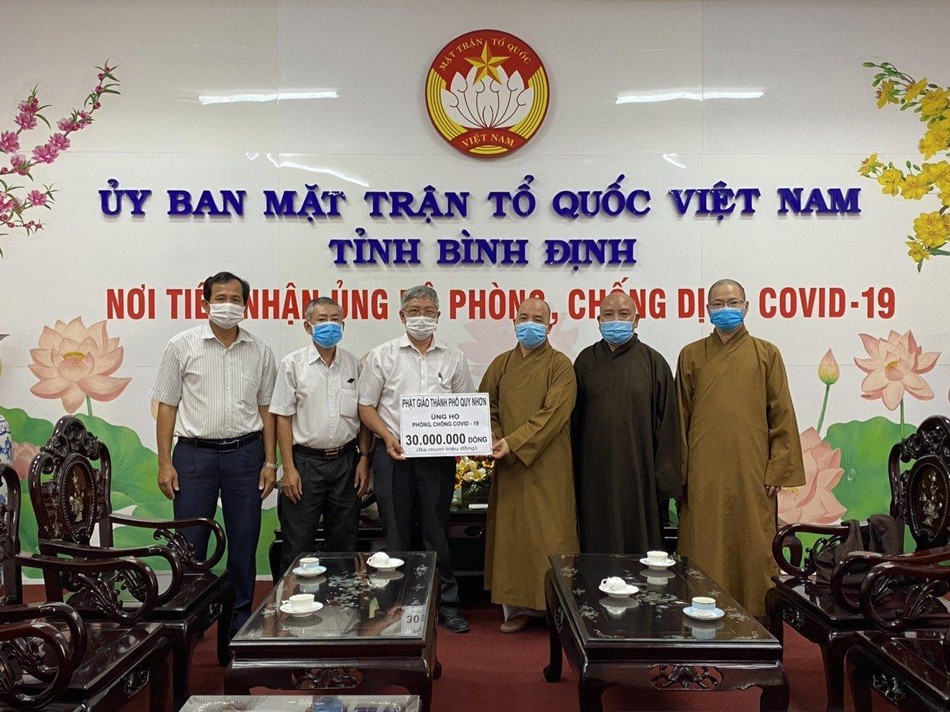 MẶT TRẬN TỔ QUỐC
VIỆT NAM
ỦY BAN MẶT TRẬN TỔ QUỐC VIỆT NAM
TỈNH BÌNH ĐỊNH
NƠI TIẾ NHẬN ỦNG HỘ PHÒNG, CHỐNG DỊCH COVID-19
PHẬT GIÁO THÀNH PHỐ QUY NHƠN
ỦNG HỘ
PHÒNG, CHỐNG COVID - 19
30.000.000 ĐỒNG
(Ba mươi triệu đồng)
30